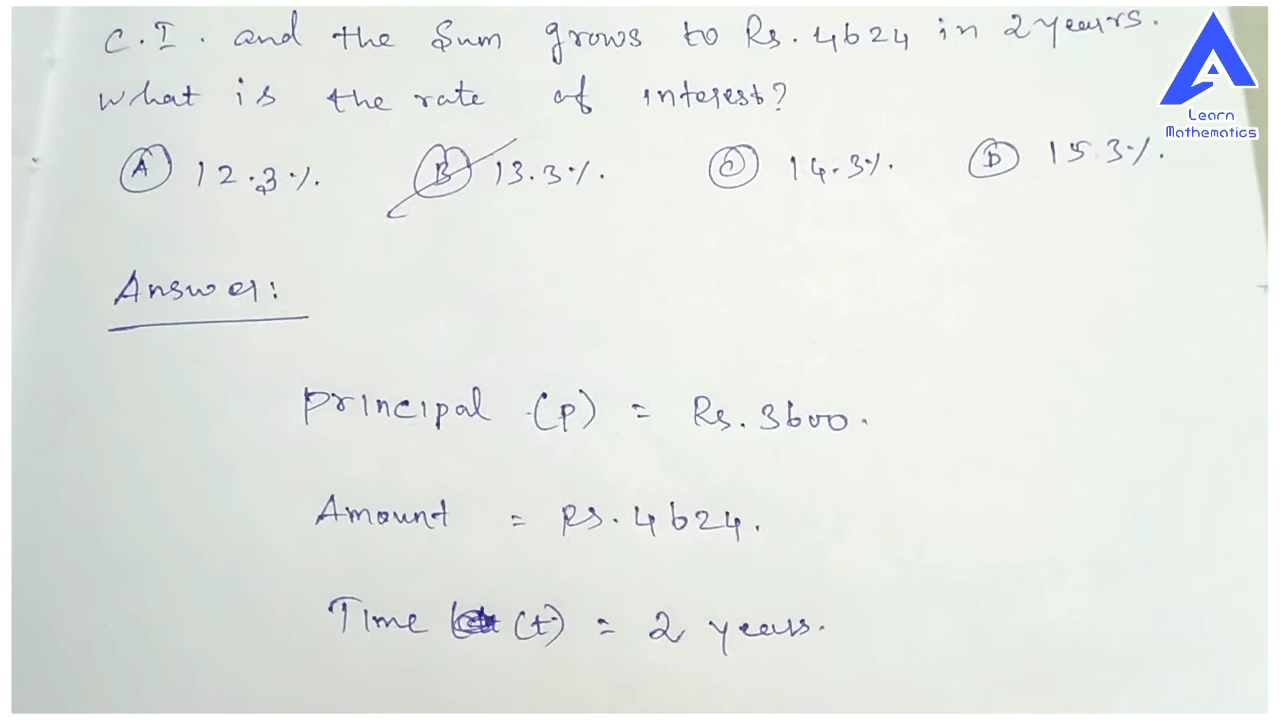 C.I. and the Sum grows to Rs. 4624 in 2 years.
What is the rate of interest?
(A) 12.3%. (B) 13.3%. (C) 14.3%. (D) 15.3%.
Answer:
Principal (P) = Rs. 3600.
Amount = Rs. 4624.
Time (t) = 2 years.
Learn
Mathematics